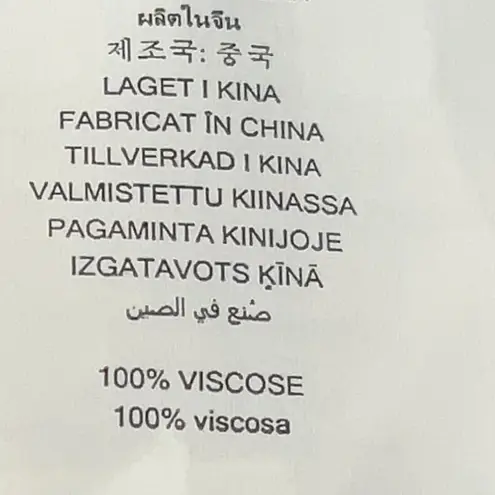 ผลิตในจีน
제조국: 중국
LAGET I KINA
FABRICAT ÎN CHINA
TILLVERKAD I KINA
VALMISTETTU KIINASSA
PAGAMINTA KINIJOJE
IZGATAVOTS ĶĪNĀ
صُنع في الصين
100% VISCOSE
100% viscosa